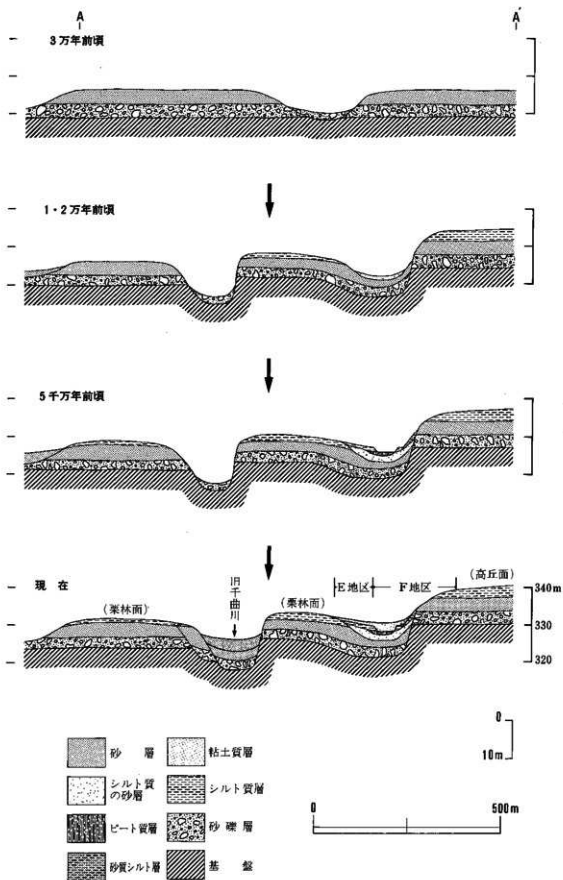 A A′
3万年前頃
1・2万年前頃
5千万年前頃
現在
旧千曲川
(栗林面)
(栗林面)
E地区 F地区
(高丘面)
340m
330
320
0
10m
砂層
粘土質層
シルト質の砂層
シルト質層
ピート質層
砂礫層
砂質シルト層
基盤
0 500m